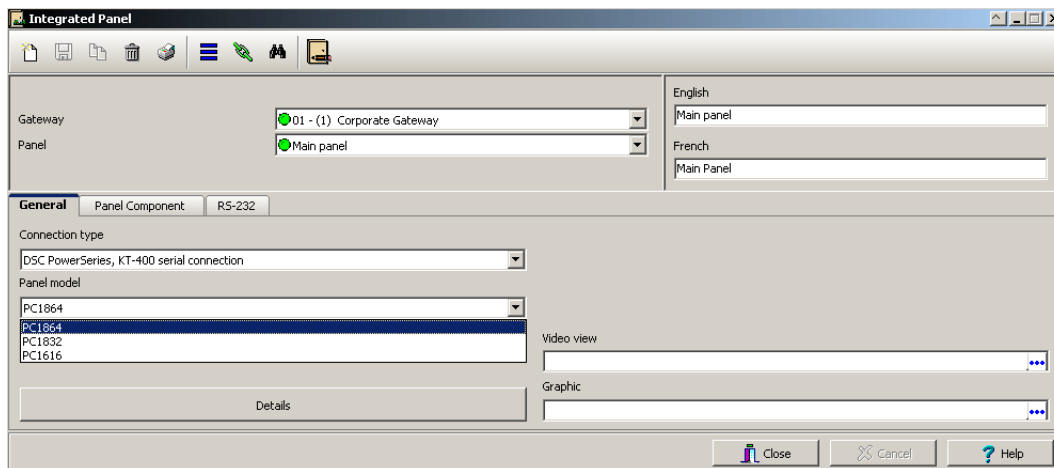 Integrated Panel
Gateway
01 - (1) Corporate Gateway
Panel
Main panel
English
Main panel
French
Main Panel
General
Panel Component
RS-232
Connection type
DSC PowerSeries, KT-400 serial connection
Panel model
PC1864
PC1864
PC1832
PC1616
Video view
Graphic
Details
Close
Cancel
Help